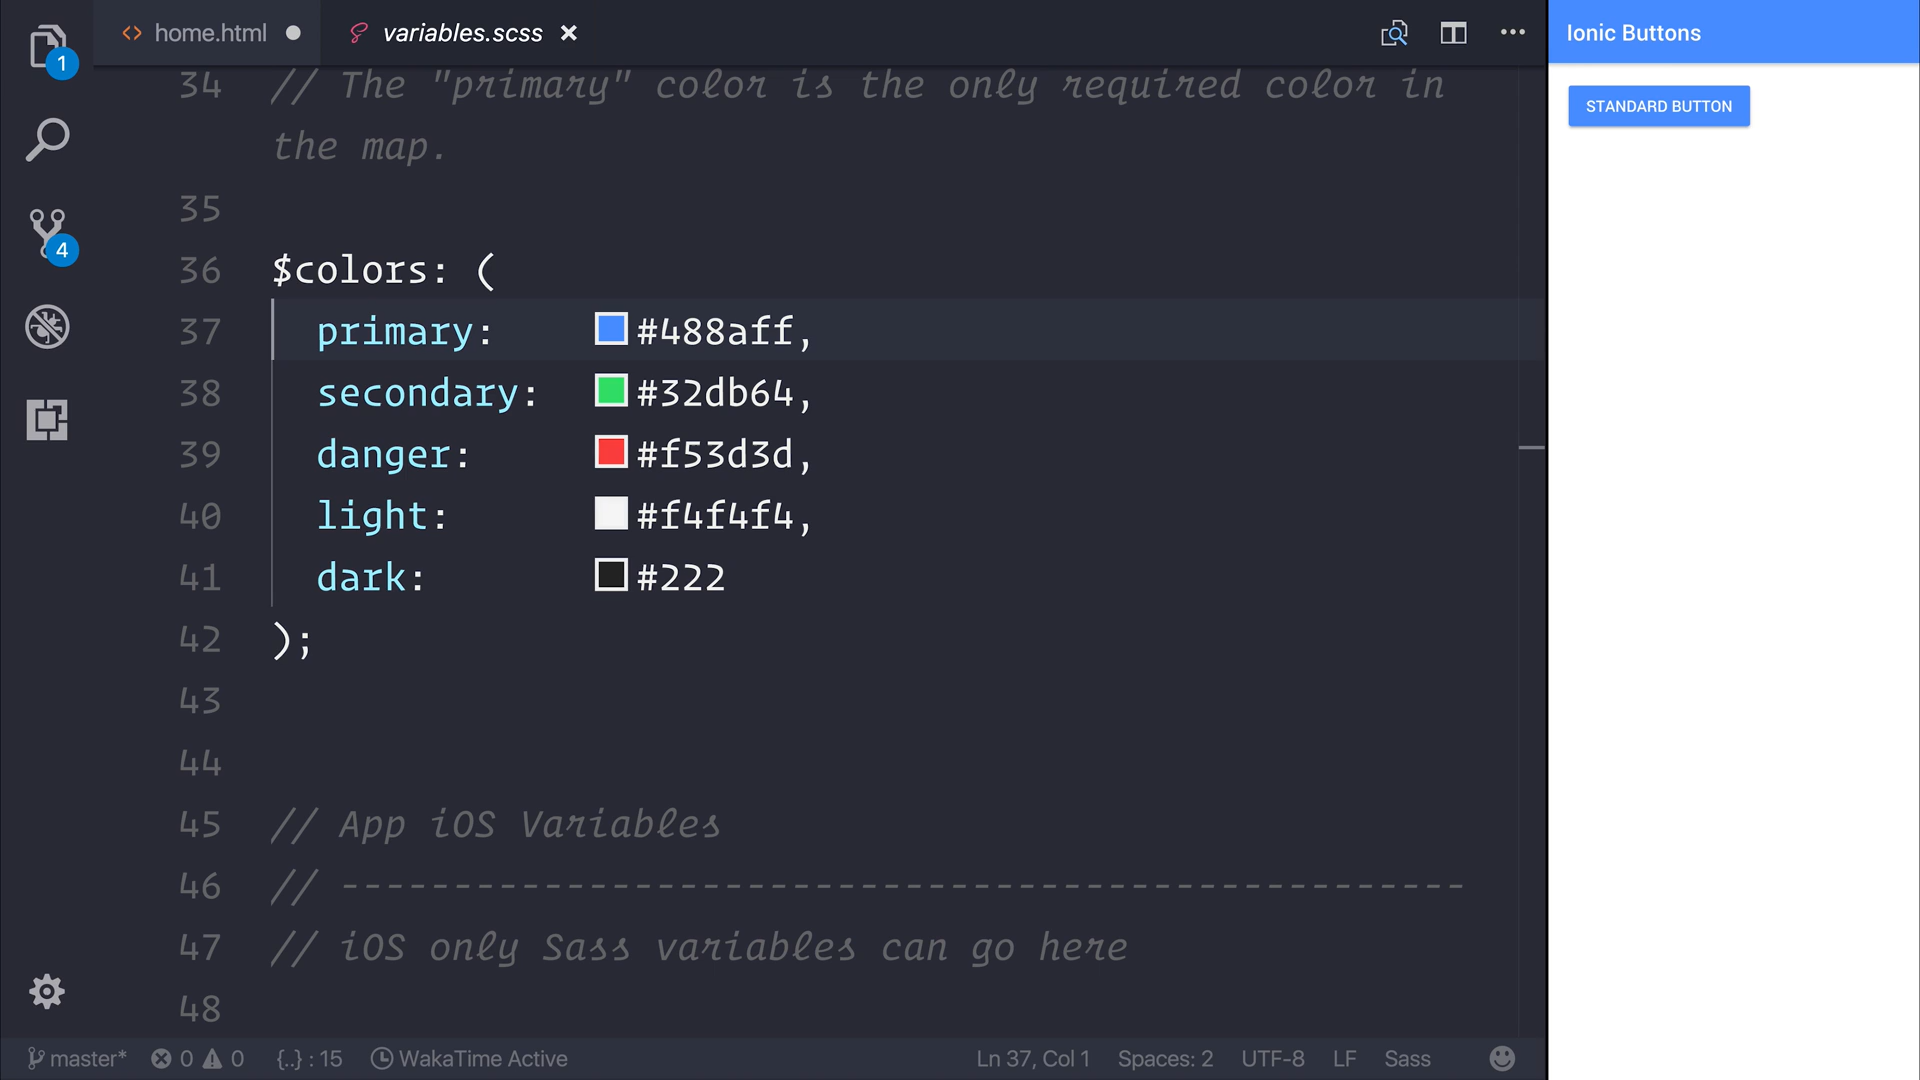 1
4
home.html
variables.scss
34 // The "primary" color is the only required color in
the map.
35
36 $colors: (
37 primary: #488aff,
38 secondary: #32db64,
39 danger: #f53d3d,
40 light: #f4f4f4,
41 dark: #222
42 );
43
44
45 // App iOS Variables
46 // ---------------------------------------------------
47 // iOS only Sass variables can go here
48
master* 0 0 {..} : 15 WakaTime Active Ln 37, Col 1 Spaces: 2 UTF-8 LF Sass
Ionic Buttons
STANDARD BUTTON